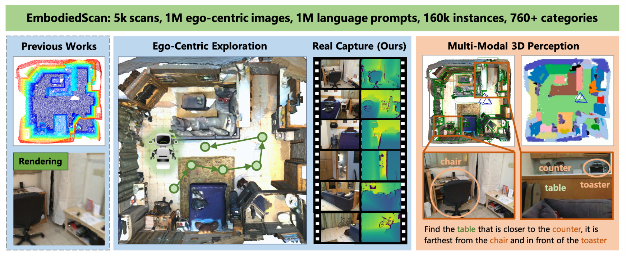 EmbodiedScan: 5k scans, 1M ego-centric images, 1M language prompts, 160k instances, 760+ categories
Previous Works
Ego-Centric Exploration
Real Capture (Ours)
Multi-Modal 3D Perception
Rendering
chair
counter
table
toaster
Find the table that is closer to the counter, it is
farthest from the chair and in front of the toaster